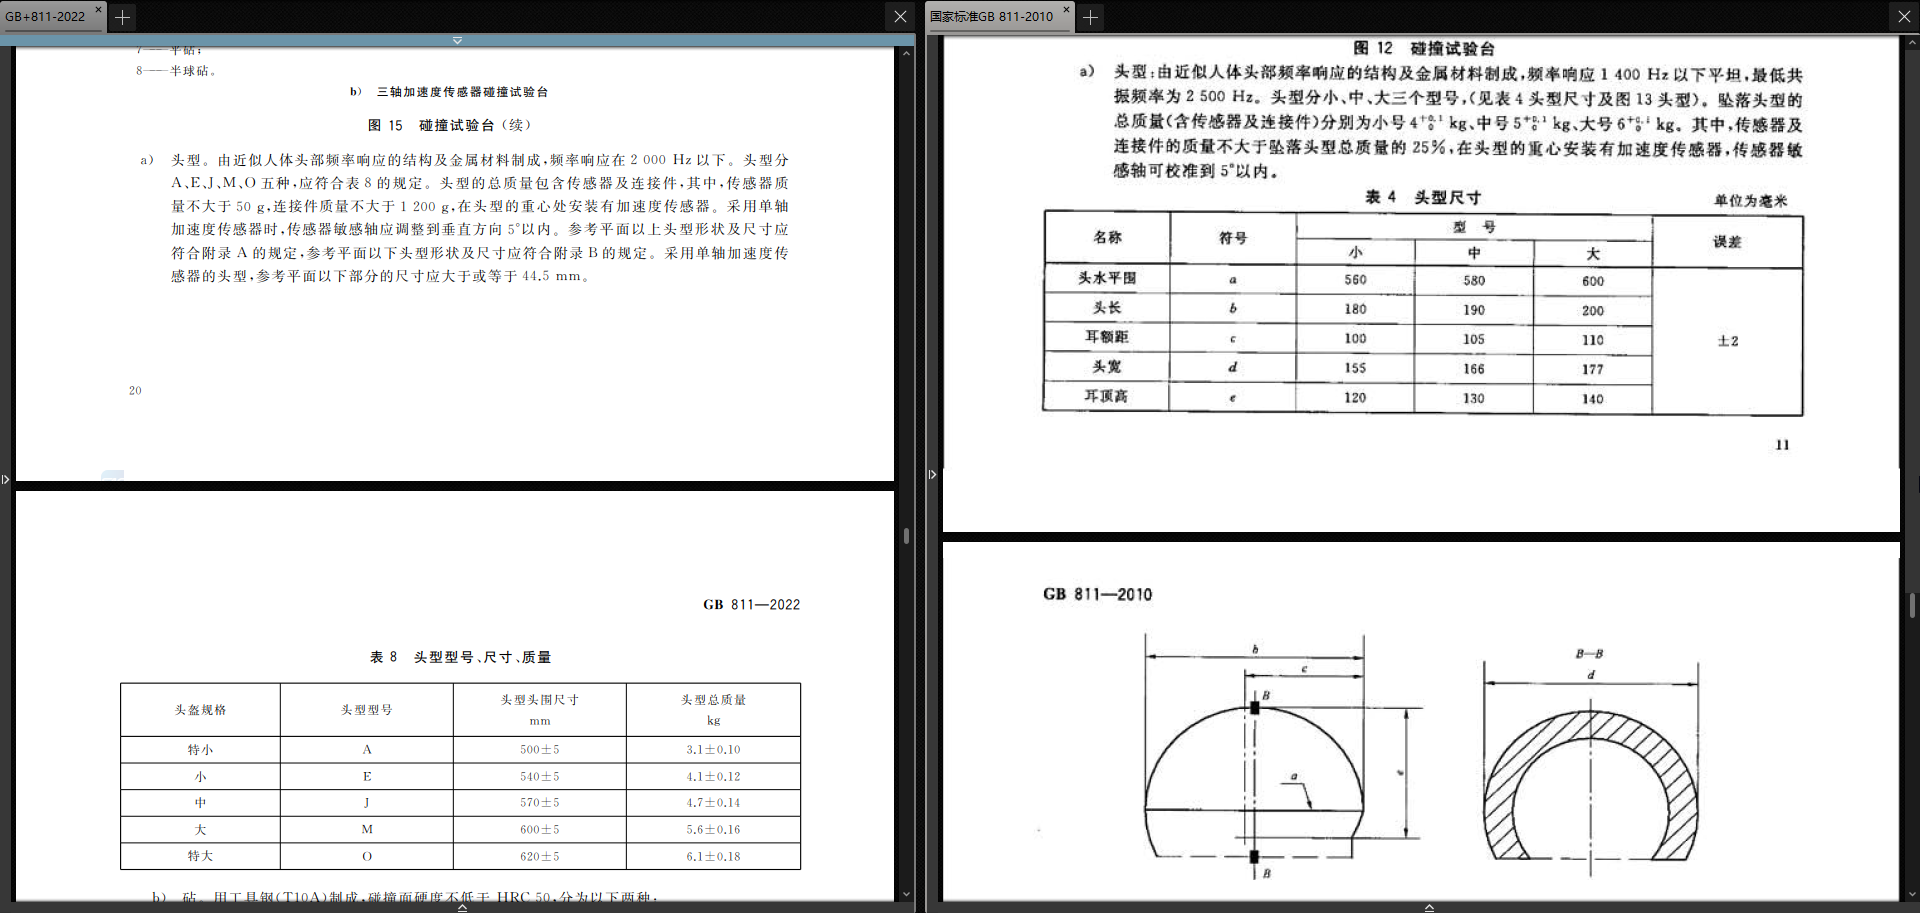 GB+811-2022
国家标准GB 811-2010
8——半球砧。
b) 三轴加速度传感器碰撞试验台
图 15 碰撞试验台(续)
a) 头型。由近似人体头部频率响应的结构及金属材料制成,频率响应在 2 000 Hz 以下。头型分
A、E、J、M、O 五种,应符合表 8 的规定。头型的总质量包含传感器及连接件,其中,传感器质
量不大于 50 g,连接件质量不大于 1 200 g,在头型的重心处安装有加速度传感器。采用单轴
加速度传感器时,传感器敏感轴应调整到垂直方向 5°以内。参考平面以上头型形状及尺寸应
符合附录 A 的规定,参考平面以下头型形状及尺寸应符合附录 B 的规定。采用单轴加速度传
感器的头型,参考平面以下部分的尺寸应大于或等于 44.5 mm。
20
GB 811—2022
表 8 头型型号、尺寸、质量
头盔规格 头型型号 头型头围尺寸 mm 头型总质量 kg
特小 A 500±5 3.1±0.10
小 E 540±5 4.1±0.12
中 J 570±5 4.7±0.14
大 M 600±5 5.6±0.16
特大 O 620±5 6.1±0.18
b) 砧。用工具钢(T10A)制成,碰撞面硬度不低于 HRC 50,分为以下两种:
图 12 碰撞试验台
a) 头型:由近似人体头部频率响应的结构及金属材料制成,频率响应 1 400 Hz 以下平坦,最低共
振频率为 2 500 Hz。头型分小、中、大三个型号,(见表 4 头型尺寸及图 13 头型)。坠落头型的
总质量(含传感器及连接件)分别为小号 4⁺⁰·¹₀ kg、中号 5⁺⁰·¹₀ kg、大号 6⁺⁰·¹₀ kg。其中,传感器及
连接件的质量不大于坠落头型总质量的 25%,在头型的重心安装有加速度传感器,传感器敏
感轴可校准到 5°以内。
表 4 头型尺寸 单位为毫米
名称 符号 型 号 误差
小 中 大
头水平围 a 560 580 600
头长 b 180 190 200
耳额距 c 100 105 110 ±2
头宽 d 155 166 177
耳顶高 e 120 130 140
11
GB 811—2010
b
c
B
a
e
B
B—B
d